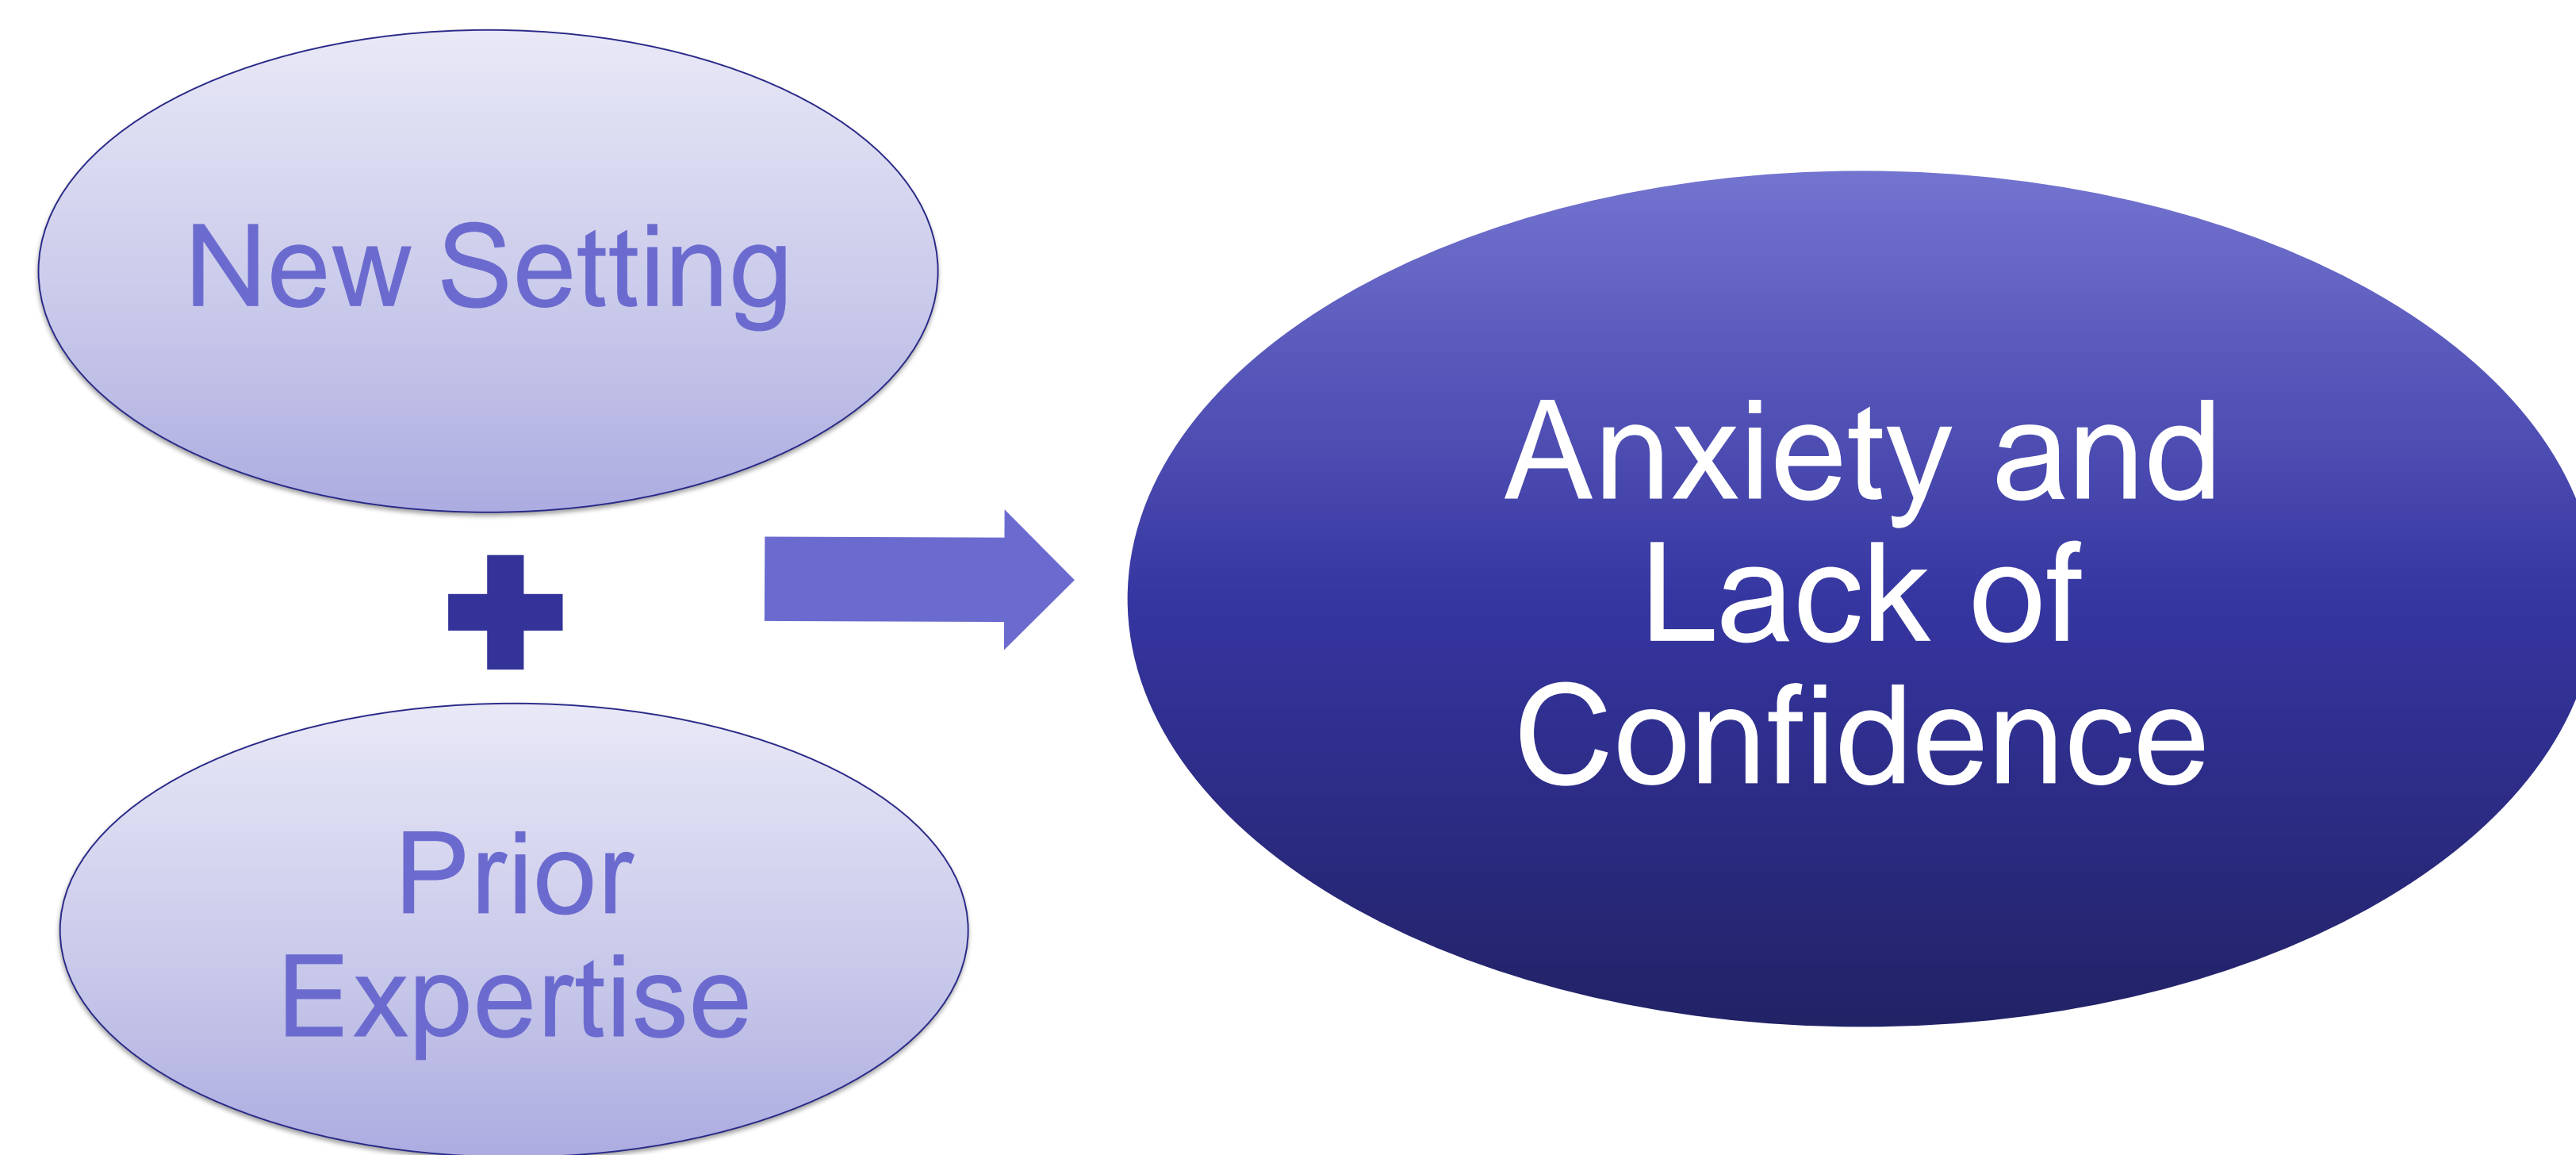 New Setting
Prior
Expertise
Anxiety and
Lack of
Confidence